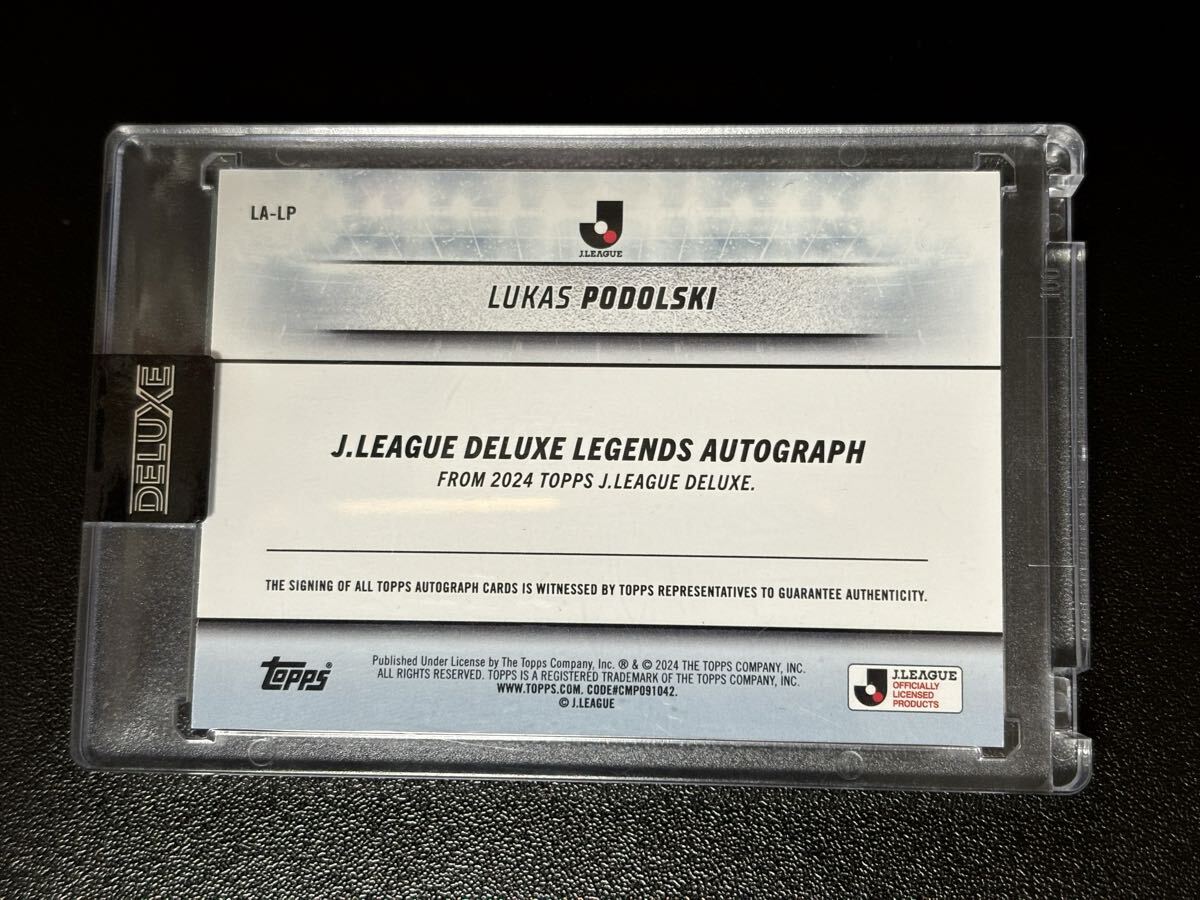 LA-LP
J.LEAGUE
LUKAS PODOLSKI
DELUXE
J.LEAGUE DELUXE LEGENDS AUTOGRAPH
FROM 2024 TOPPS J.LEAGUE DELUXE.
THE SIGNING OF ALL TOPPS AUTOGRAPH CARDS IS WITNESSED BY TOPPS REPRESENTATIVES TO GUARANTEE AUTHENTICITY.
Topps®
Published Under License by The Topps Company, Inc. ® & © 2024 THE TOPPS COMPANY, INC.
ALL RIGHTS RESERVED. TOPPS IS A REGISTERED TRADEMARK OF THE TOPPS COMPANY, INC.
WWW.TOPPS.COM. CODE#CMP091042.
© J.LEAGUE
J.LEAGUE
OFFICIALLY
LICENSED
PRODUCTS